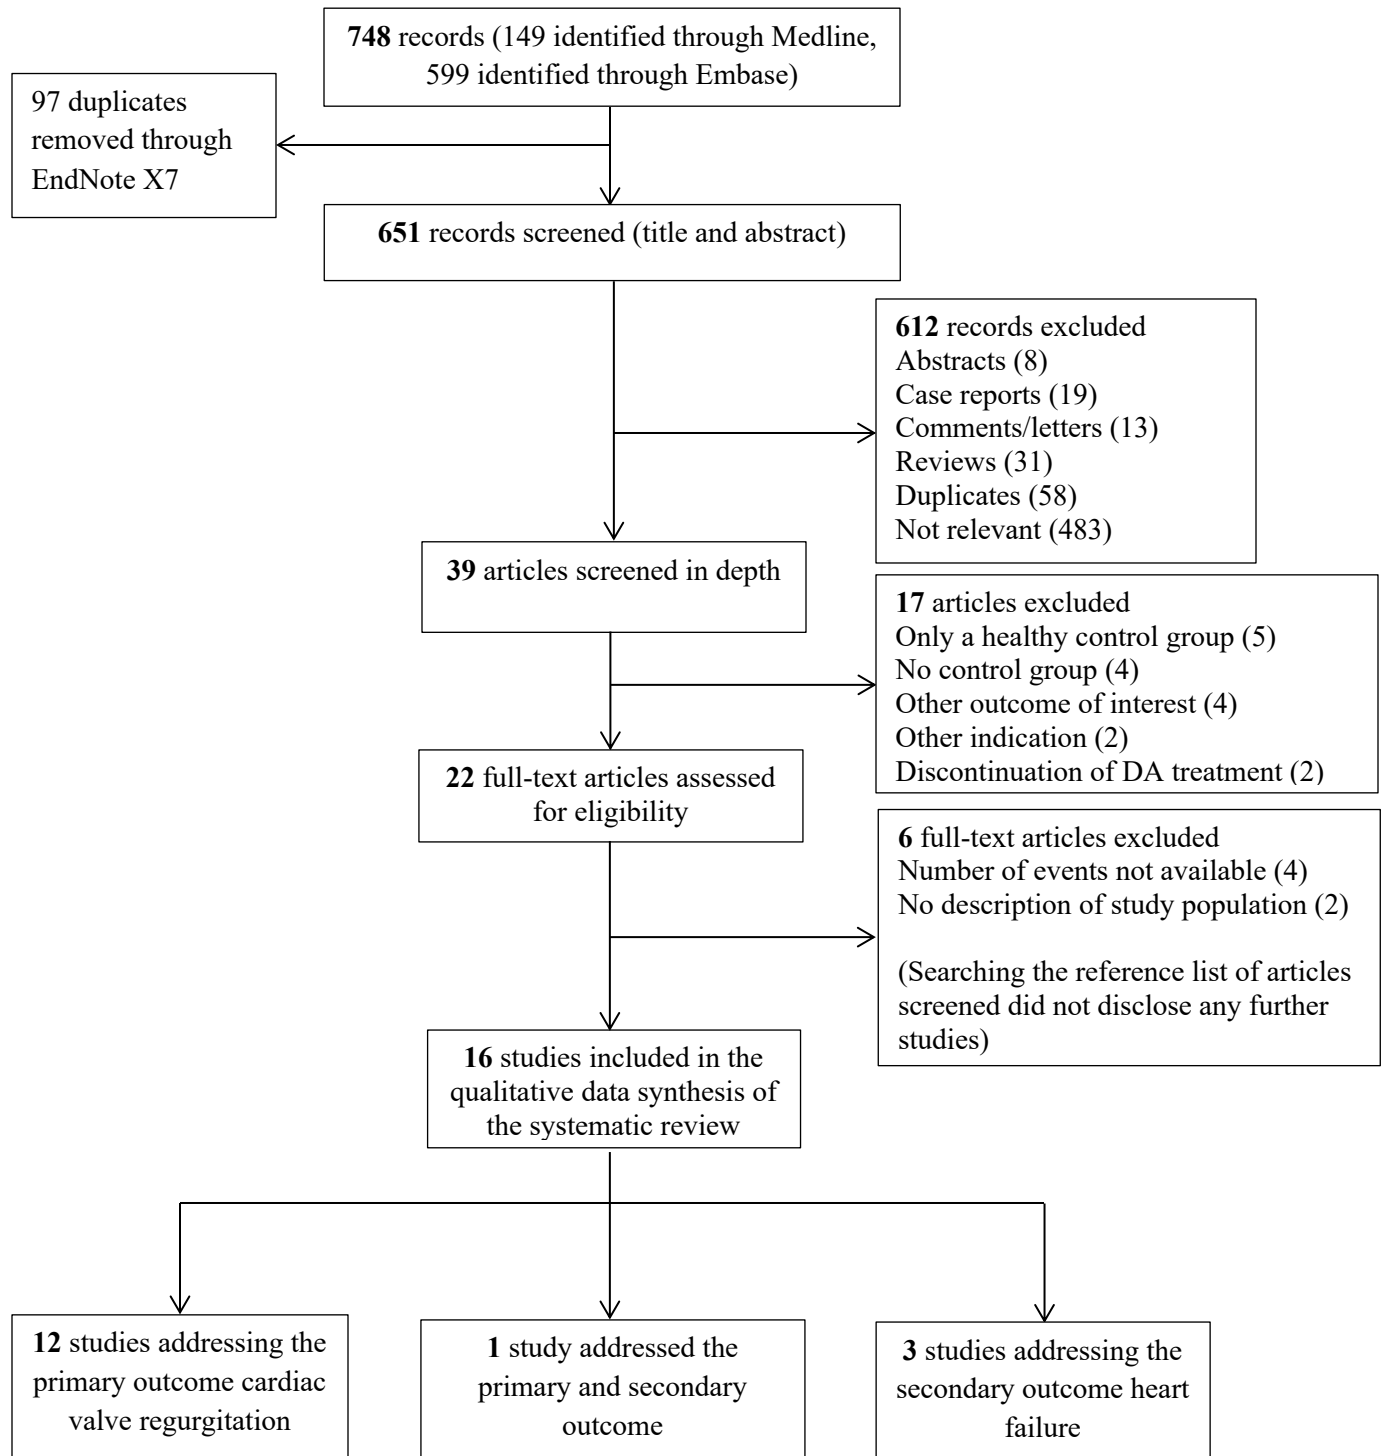 748 records (149 identified through Medline,
599 identified through Embase)
97 duplicates
removed through
EndNote X7
651 records screened (title and abstract)
612 records excluded
Abstracts (8)
Case reports (19)
Comments/letters (13)
Reviews (31)
Duplicates (58)
Not relevant (483)
39 articles screened in depth
17 articles excluded
Only a healthy control group (5)
No control group (4)
Other outcome of interest (4)
Other indication (2)
Discontinuation of DA treatment (2)
22 full-text articles assessed
for eligibility
6 full-text articles excluded
Number of events not available (4)
No description of study population (2)
(Searching the reference list of articles
screened did not disclose any further
studies)
16 studies included in the
qualitative data synthesis of
the systematic review
12 studies addressing the
primary outcome cardiac
valve regurgitation
1 study addressed the
primary and secondary
outcome
3 studies addressing the
secondary outcome heart
failure